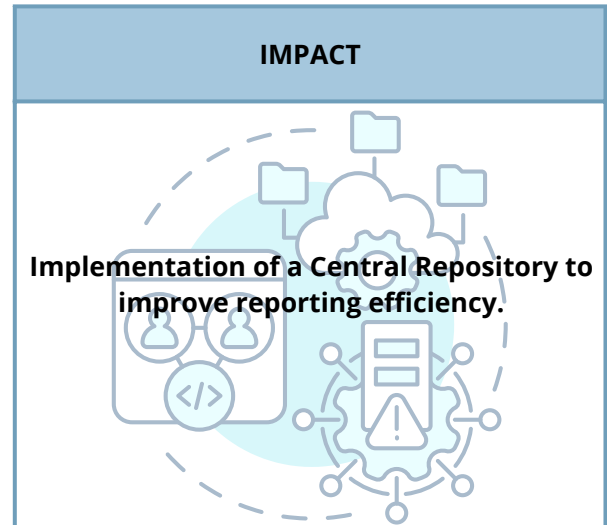 IMPACT
Implementation of a Central Repository to
improve reporting efficiency.
</>